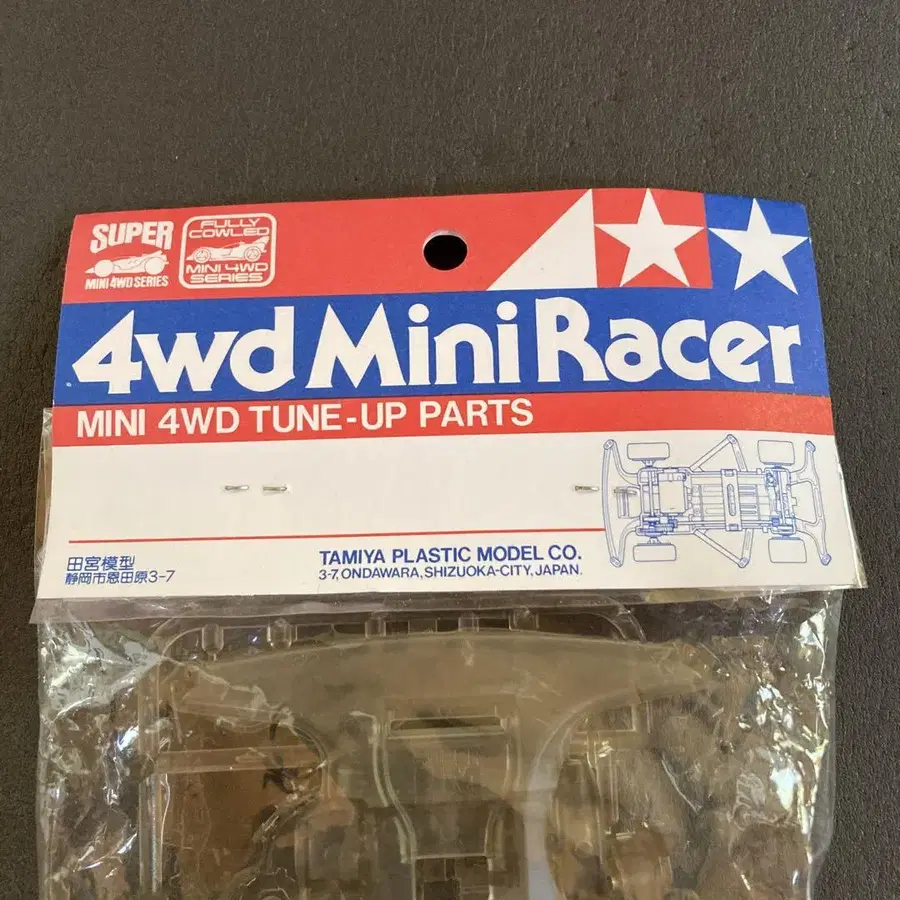 SUPER
MINI 4WD SERIES
FULLY
COWLED
MINI 4WD
SERIES
4wd Mini Racer
MINI 4WD TUNE-UP PARTS
田宮模型
静岡市恩田原3-7
TAMIYA PLASTIC MODEL CO.
3-7, ONDAWARA, SHIZUOKA-CITY, JAPAN.